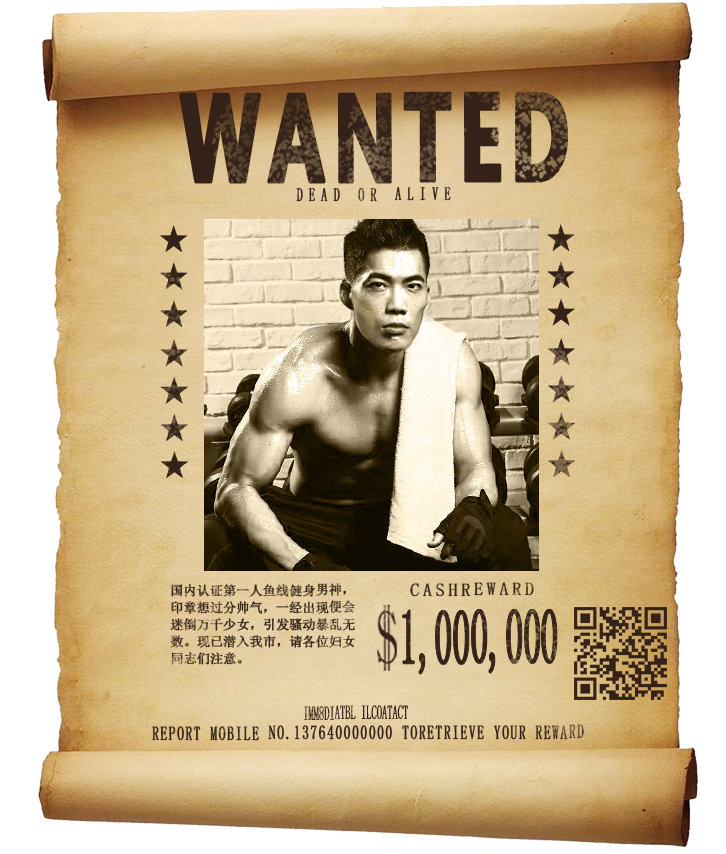 WANTED
DEAD OR ALIVE
国内认证第一人鱼线健身男神，
印章想过分帅气，一经出现便会
迷倒万千少女，引发骚动暴乱无
数。现已潜入我市，请各位妇女
同志们注意。
CASHREWARD
$1,000,000
IMM8DIATBL ILCOATACT
REPORT MOBILE NO.137640000000 TORETRIEVE YOUR REWARD